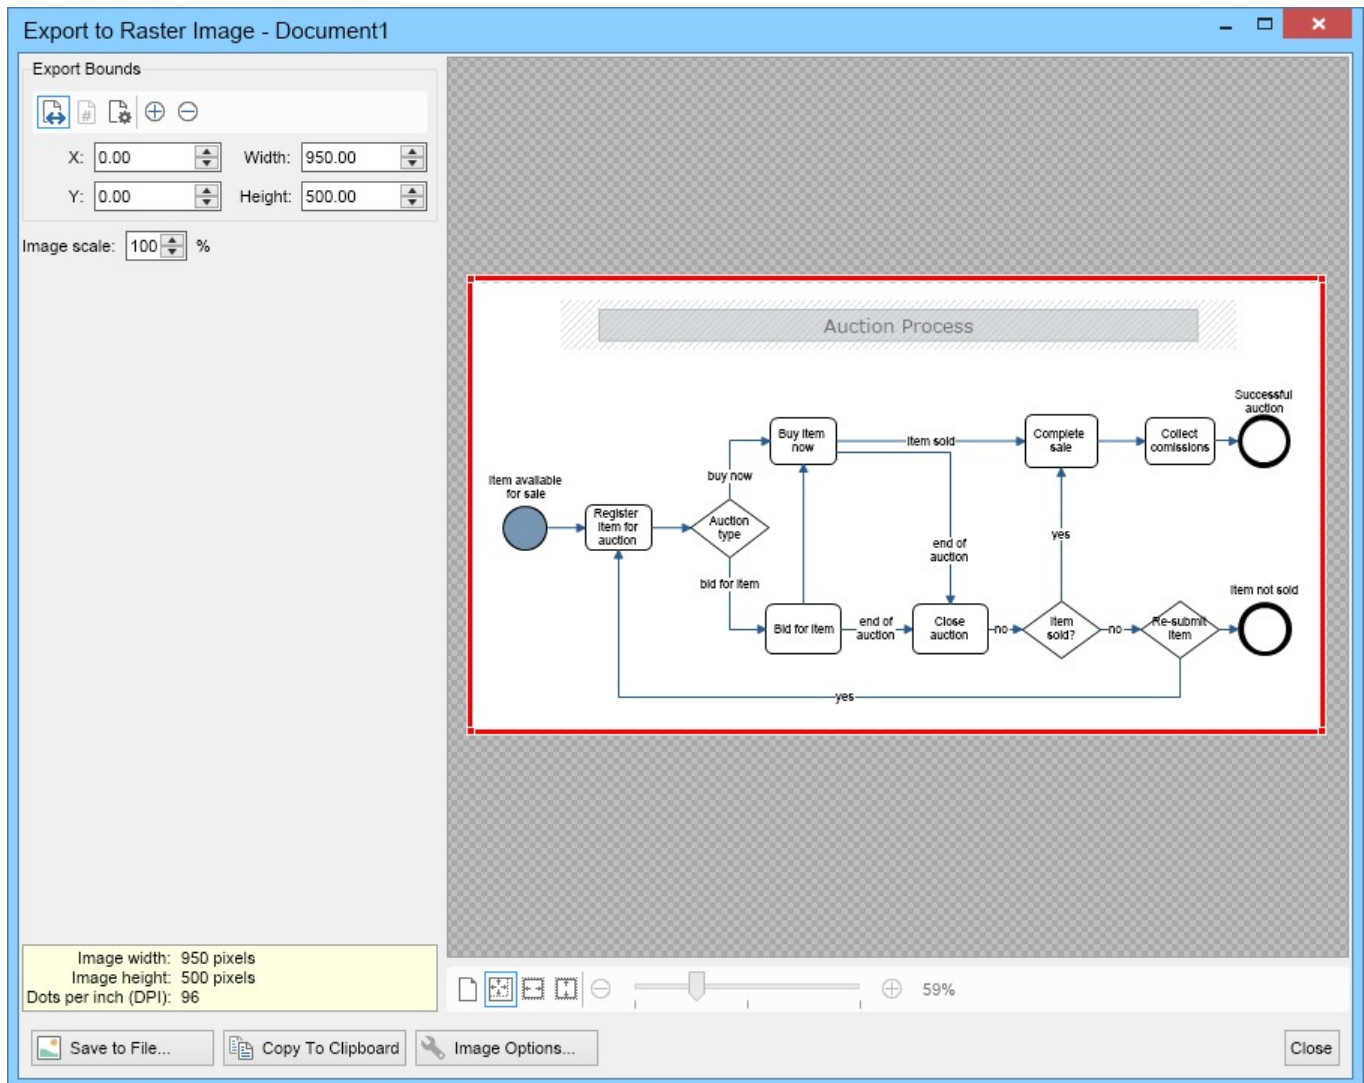 Export to Raster Image - Document1
Export Bounds
#
X: 0.00 Width: 950.00
Y: 0.00 Height: 500.00
Image scale: 100 %
Auction Process
Successful
auction
Buy Item
now
Item sold
Complete
sale
Collect
comissions
buy now
Item available
for sale
Register
Item for
auction
Auction
type
end of
auction
yes
bid for Item
Item not sold
Bid for Item
end of
auction
Close
auction
no
Item
sold?
no
Re-submit
Item
yes
Image width: 950 pixels
Image height: 500 pixels
Dots per inch (DPI): 96
59%
Save to File...
Copy To Clipboard
Image Options...
Close